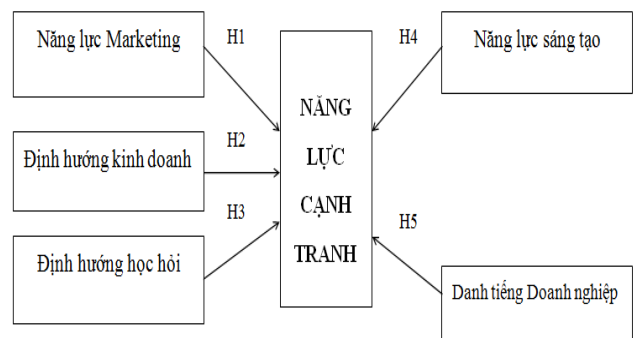 Năng lực Marketing
H1
Định hướng kinh doanh
H2
Định hướng học hỏi
H3
NĂNG
LỰC
CẠNH
TRANH
H4
Năng lực sáng tạo
H5
Danh tiếng Doanh nghiệp